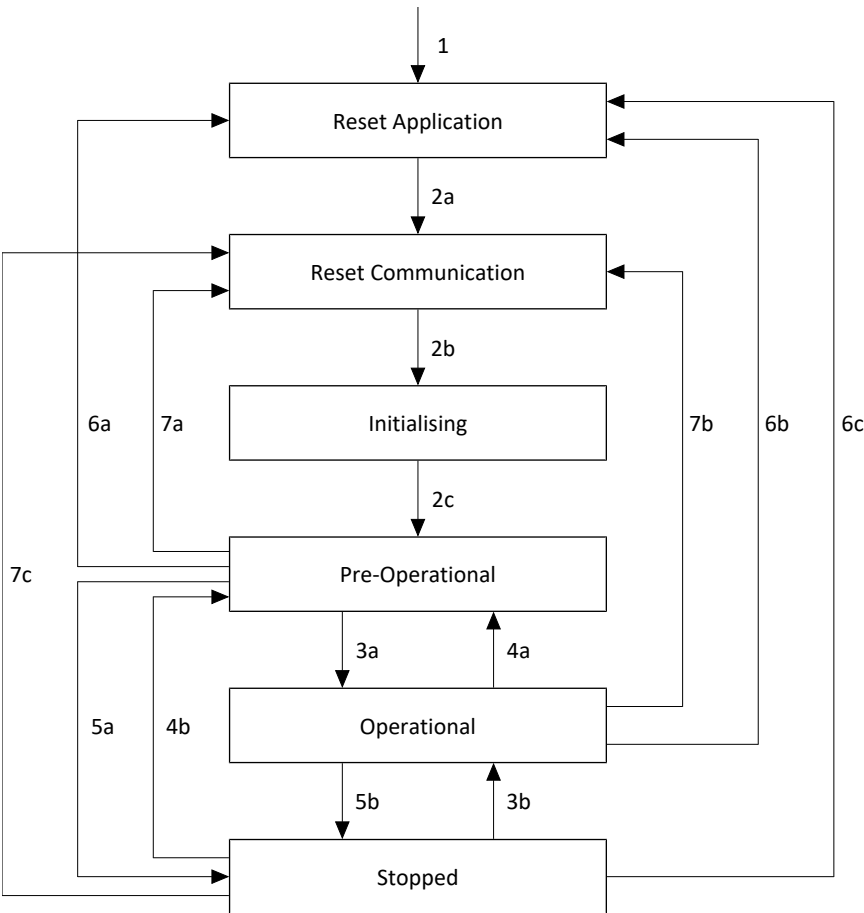 1
Reset Application
2a
Reset Communication
2b
6a
7a
Initialising
7b
6b
6c
2c
7c
Pre-Operational
3a
4a
5a
4b
Operational
5b
3b
Stopped